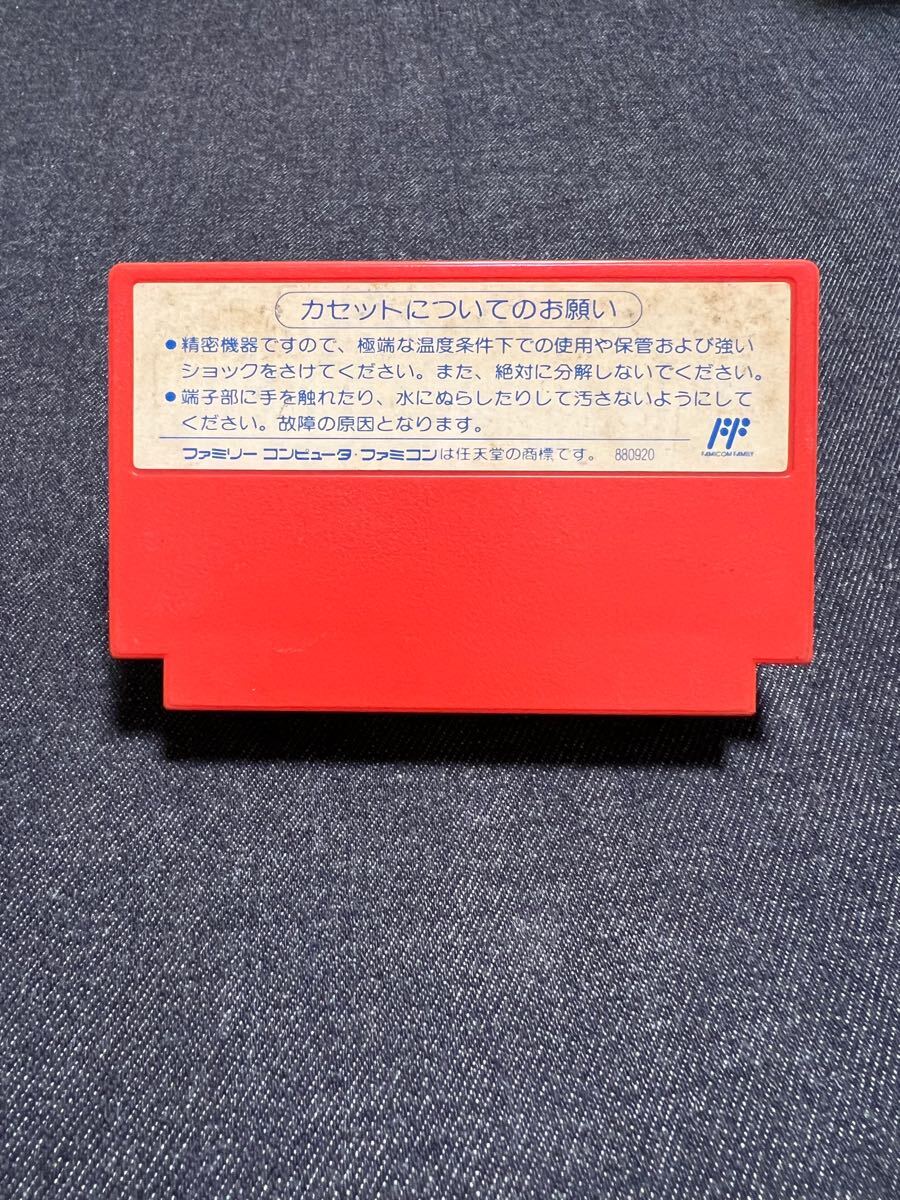 カセットについてのお願い
●精密機器ですので、極端な温度条件下での使用や保管および強い
ショックをさけてください。また、絶対に分解しないでください。
●端子部に手を触れたり、水にぬらしたりして汚さないようにして
ください。故障の原因となります。
FAMICOM FAMILY
ファミリー コンピュータ・ファミコンは任天堂の商標です。 880920